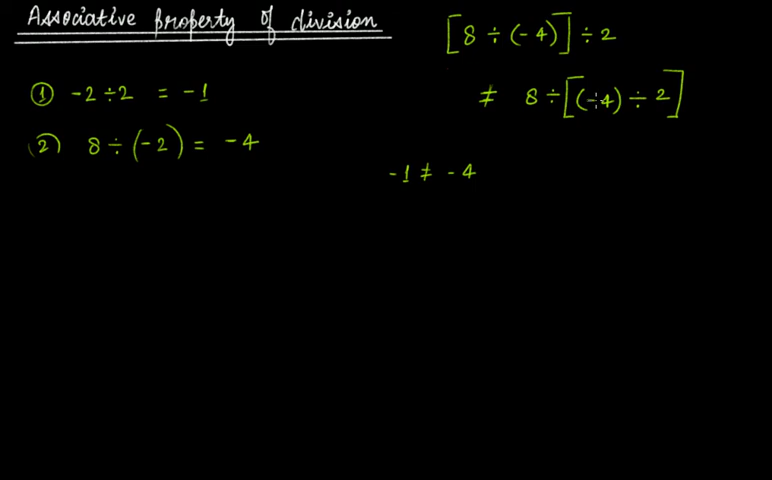 Associative property of division
[8 ÷ (-4)] ÷ 2
≠ 8 ÷ [(-4) ÷ 2]
① -2 ÷ 2 = -1
② 8 ÷ (-2) = -4
-1 ≠ -4